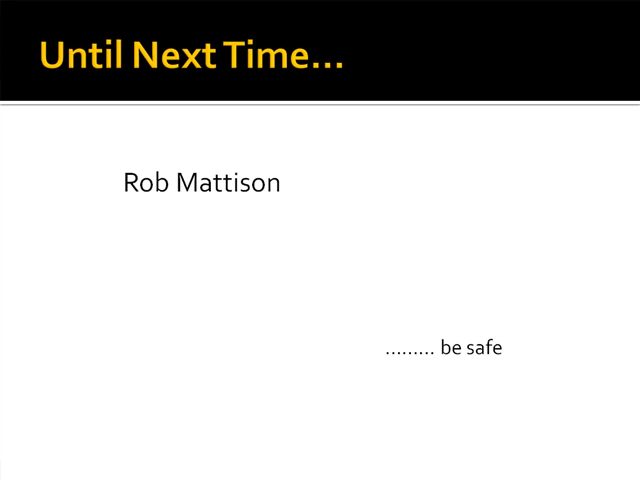 Until Next Time...
Rob Mattison
......... be safe